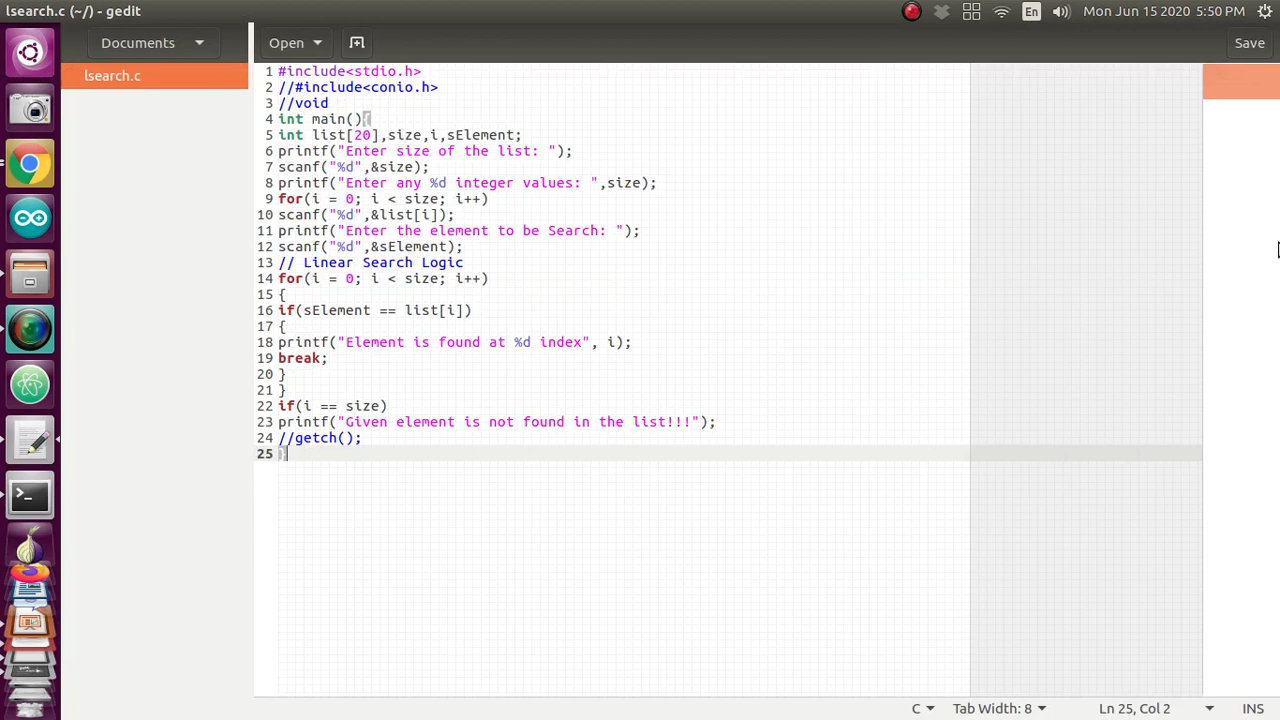 lsearch.c (~/) - gedit
En
Mon Jun 15 2020 5:50 PM
Documents
Open
Save
lsearch.c
1 #include<stdio.h>
2 //#include<conio.h>
3 //void
4 int main(){
5 int list[20],size,i,sElement;
6 printf("Enter size of the list: ");
7 scanf("%d",&size);
8 printf("Enter any %d integer values: ",size);
9 for(i = 0; i < size; i++)
10 scanf("%d",&list[i]);
11 printf("Enter the element to be Search: ");
12 scanf("%d",&sElement);
13 // Linear Search Logic
14 for(i = 0; i < size; i++)
15 {
16 if(sElement == list[i])
17 {
18 printf("Element is found at %d index", i);
19 break;
20 }
21 }
22 if(i == size)
23 printf("Given element is not found in the list!!!");
24 //getch();
25 }
C
Tab Width: 8
Ln 25, Col 2
INS